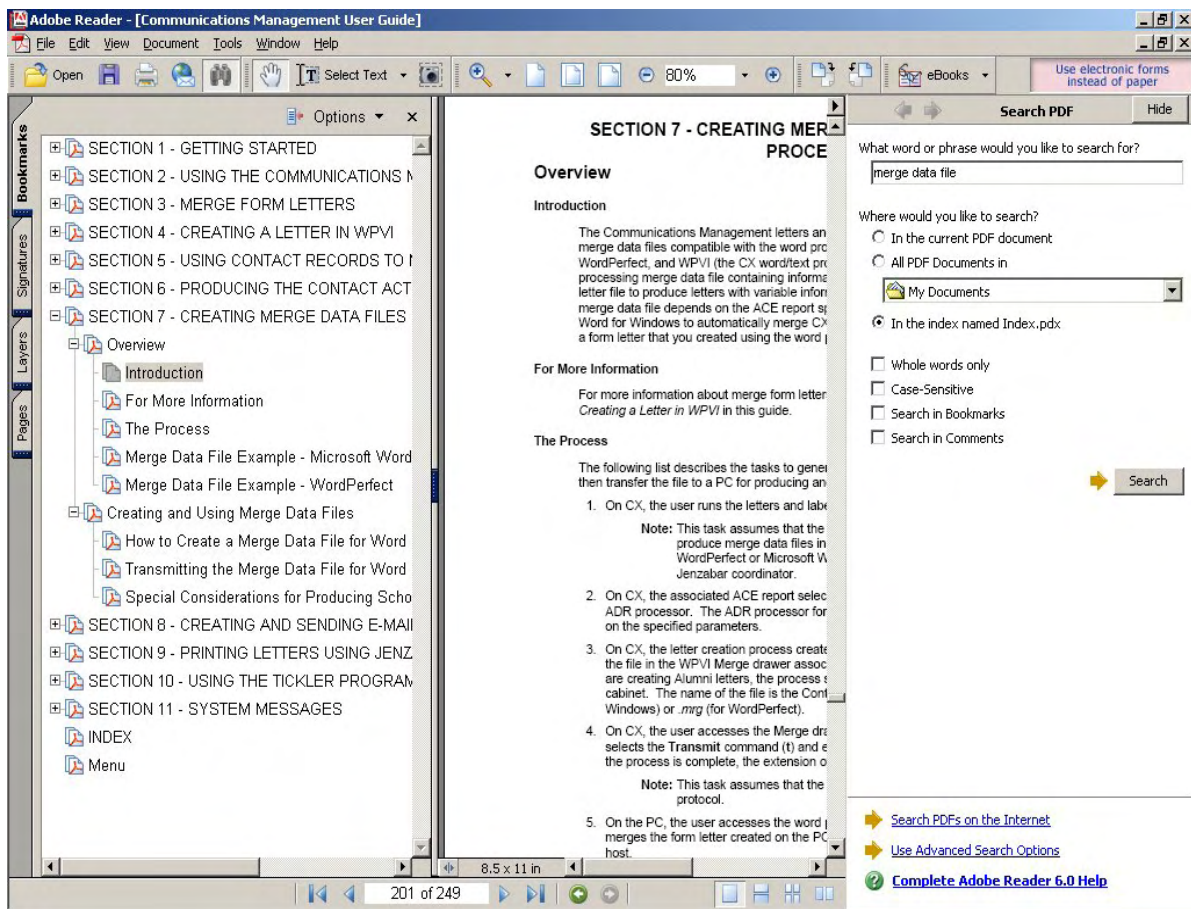 Adobe Reader - [Communications Management User Guide]
File Edit View Document Tools Window Help
Open Select Text 80% eBooks Use electronic forms
instead of paper
Bookmarks
Signatures
Layers
Pages
Options
SECTION 1 - GETTING STARTED
SECTION 2 - USING THE COMMUNICATIONS
SECTION 3 - MERGE FORM LETTERS
SECTION 4 - CREATING A LETTER IN WPVI
SECTION 5 - USING CONTACT RECORDS TO
SECTION 6 - PRODUCING THE CONTACT ACT
SECTION 7 - CREATING MERGE DATA FILES
Overview
Introduction
For More Information
The Process
Merge Data File Example - Microsoft Word
Merge Data File Example - WordPerfect
Creating and Using Merge Data Files
How to Create a Merge Data File for Word
Transmitting the Merge Data File for Word
Special Considerations for Producing Scho
SECTION 8 - CREATING AND SENDING E-MAI
SECTION 9 - PRINTING LETTERS USING JENZ
SECTION 10 - USING THE TICKLER PROGRAM
SECTION 11 - SYSTEM MESSAGES
INDEX
Menu
SECTION 7 - CREATING MER
PROCE
Overview
Introduction
The Communications Management letters an
merge data files compatible with the word pro
WordPerfect, and WPVI (the CX word/text pro
processing merge data file containing informa
letter file to produce letters with variable infor
merge data file depends on the ACE report sp
Word for Windows to automatically merge CX
a form letter that you created using the word
For More Information
For more information about merge form letter
Creating a Letter in WPVI in this guide.
The Process
The following list describes the tasks to gene
then transfer the file to a PC for producing an
1. On CX, the user runs the letters and labe
Note: This task assumes that the
produce merge data files in
WordPerfect or Microsoft W
Jenzabar coordinator.
2. On CX, the associated ACE report selec
ADR processor. The ADR processor for
on the specified parameters.
3. On CX, the letter creation process create
the file in the WPVI Merge drawer assoc
are creating Alumni letters, the process s
cabinet. The name of the file is the Cont
Windows) or .mrg (for WordPerfect).
4. On CX, the user accesses the Merge dra
selects the Transmit command (t) and e
the process is complete, the extension o
Note: This task assumes that the
protocol.
5. On the PC, the user accesses the word
merges the form letter created on the PC
host.
8.5 x 11 in
201 of 249
Search PDF Hide
What word or phrase would you like to search for?
merge data file
Where would you like to search?
In the current PDF document
All PDF Documents in
My Documents
In the index named Index.pdx
Whole words only
Case-Sensitive
Search in Bookmarks
Search in Comments
Search
Search PDFs on the Internet
Use Advanced Search Options
Complete Adobe Reader 6.0 Help